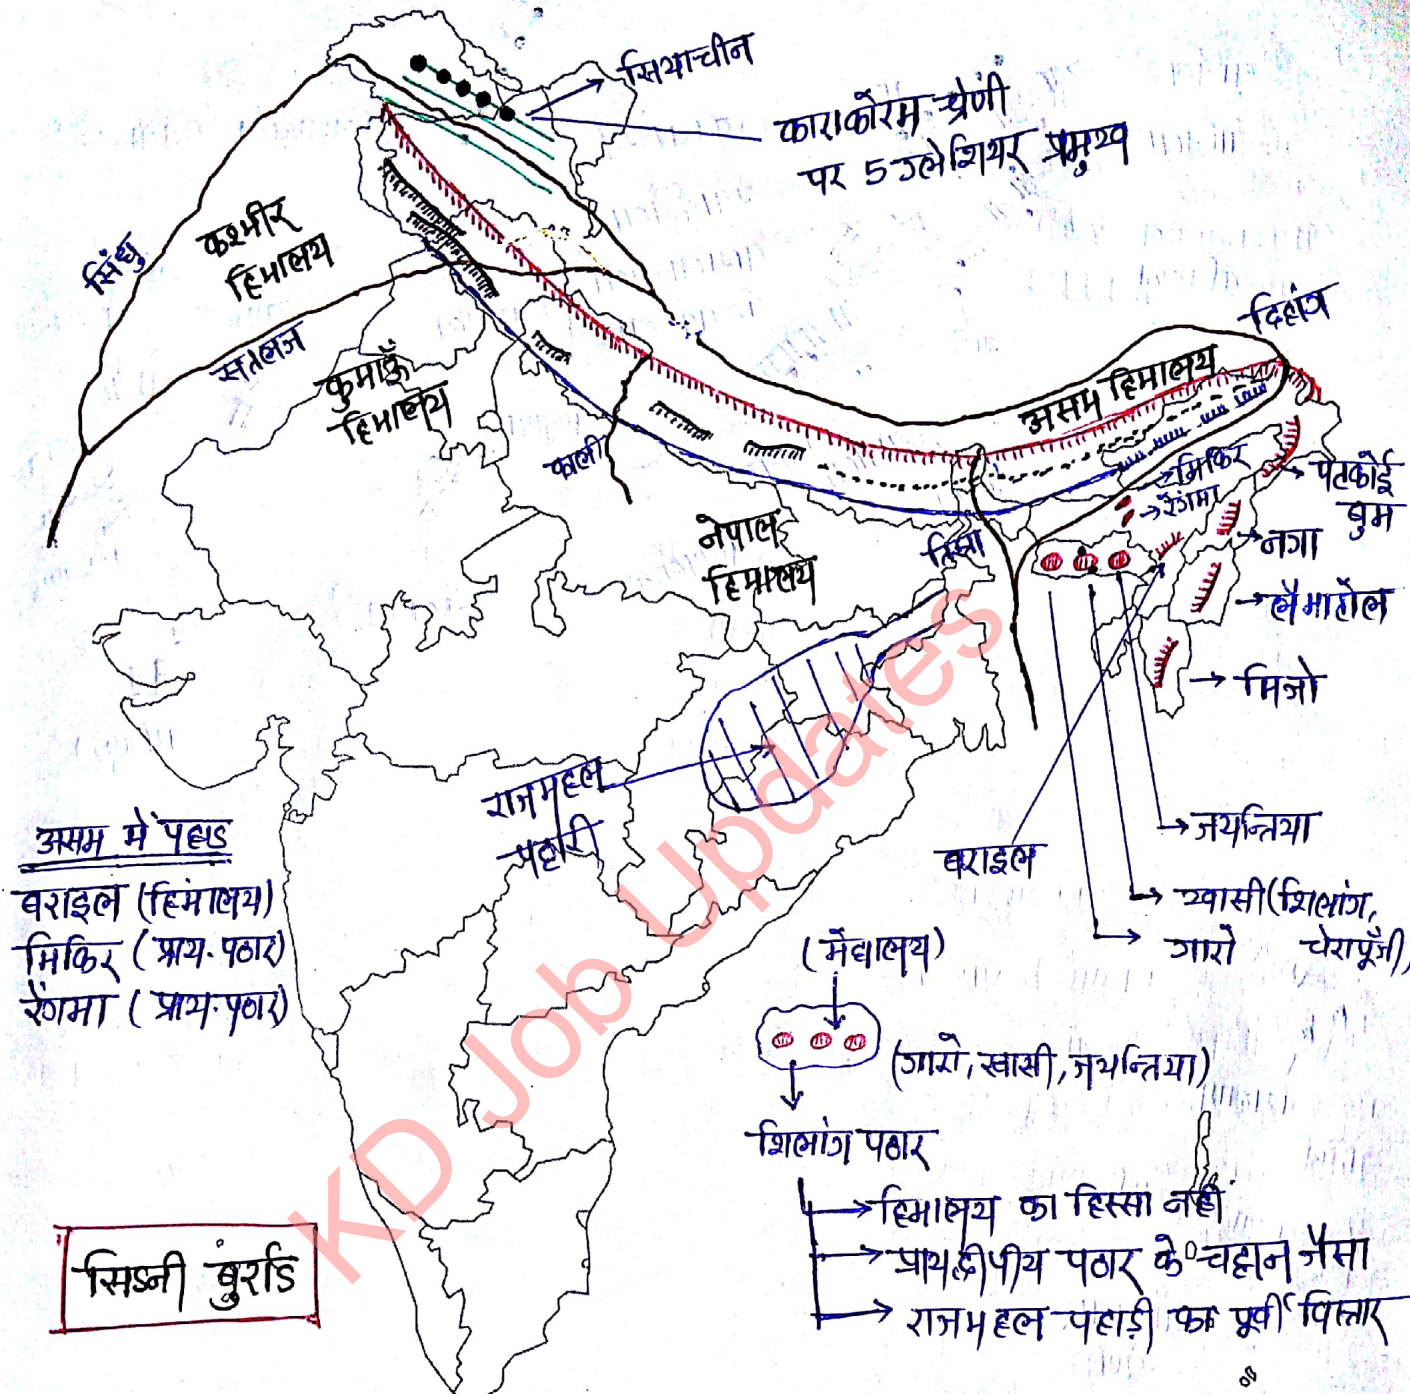 सियाचीन
काराकोरम श्रेणी
पर 5 ग्लेशियर प्रमुख
सिंधु
कश्मीर
हिमालय
सतलज
कुमाऊँ
हिमालय
काली
नेपाल
हिमालय
तिस्ता
असम हिमालय
दिहांग
मिकिर
रेंगमा
पटकोई
बुम
नगा
लैमाटोल
मिजो
जयन्तिया
खासी (शिलांग,
चेरापूँजी)
गारो
बराइल
राजमहल
पहाड़ी
असम में पहाड
बराइल (हिमालय)
मिकिर (प्राय. पठार)
रेंगमा (प्राय. पठार)
(मेघालय)
(गारो, खासी, जयन्तिया)
शिलांग पठार
हिमालय का हिस्सा नहीं
प्रायद्वीपीय पठार के चट्टान जैसा
राजमहल पहाड़ी का पूर्वी विस्तार
सिडनी बुर्राड
KD Job Updates